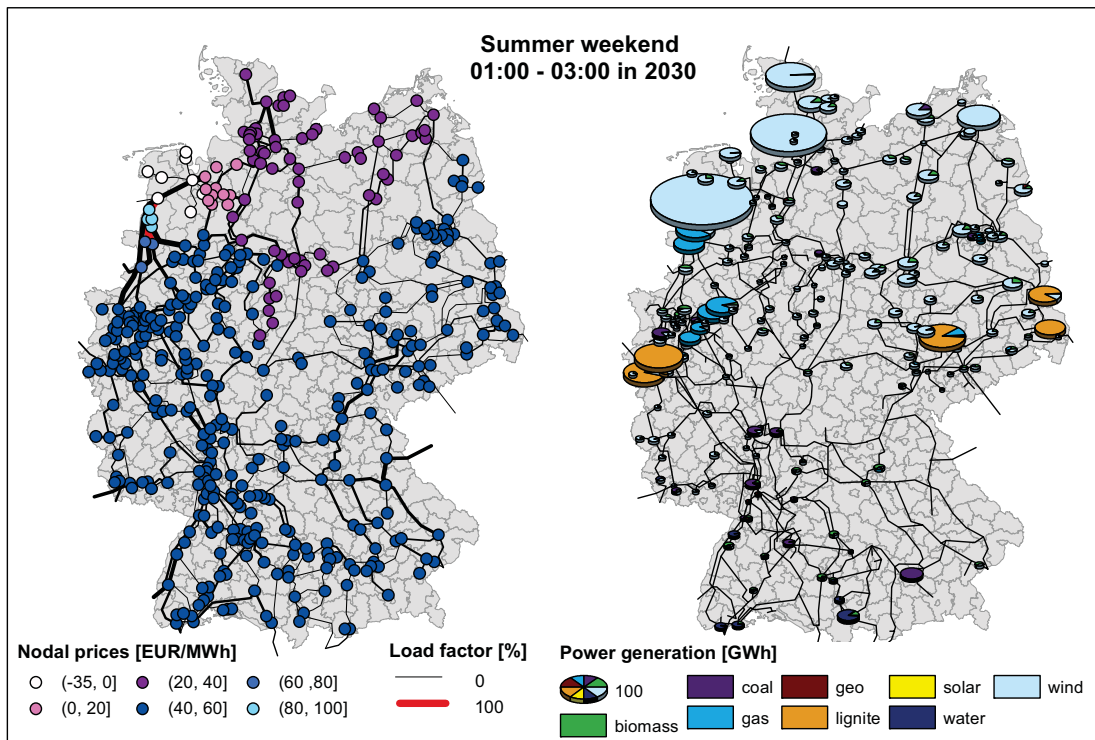 Summer weekend
01:00 - 03:00 in 2030
Nodal prices [EUR/MWh]
(-35, 0]
(20, 40]
(60 ,80]
(0, 20]
(40, 60]
(80, 100]
Load factor [%]
0
100
Power generation [GWh]
100
coal
geo
solar
wind
biomass
gas
lignite
water